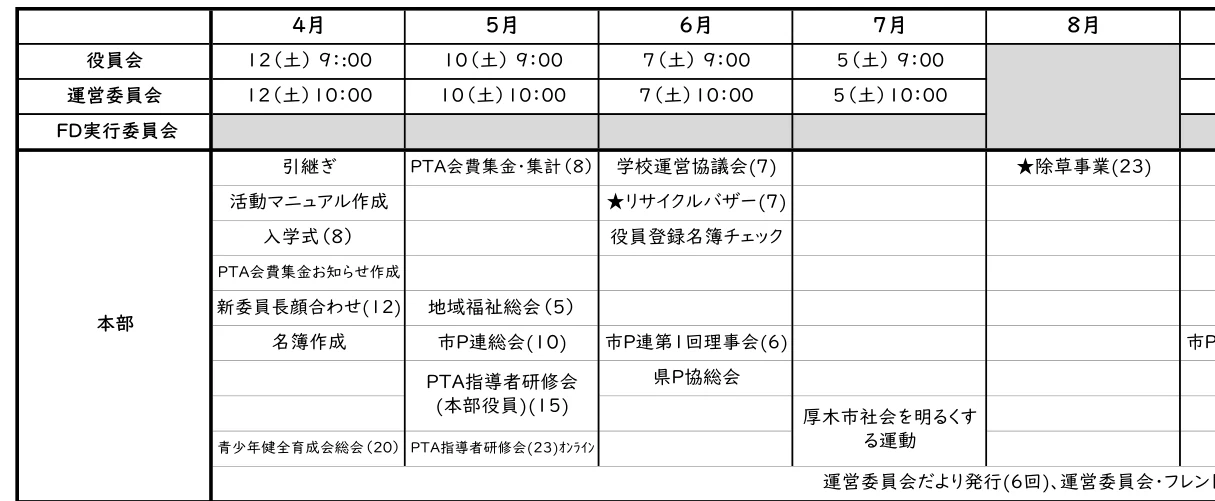 4月 5月 6月 7月 8月
役員会 12(土) 9::00 10(土) 9:00 7(土) 9:00 5(土) 9:00
運営委員会 12(土)10:00 10(土)10:00 7(土)10:00 5(土)10:00
FD実行委員会
引継ぎ PTA会費集金・集計(8) 学校運営協議会(7) ★除草事業(23)
活動マニュアル作成 ★リサイクルバザー(7)
入学式(8) 役員登録名簿チェック
PTA会費集金お知らせ作成
新委員長顔合わせ(12) 地域福祉総会(5)
本部
名簿作成 市P連総会(10) 市P連第1回理事会(6) 市P
PTA指導者研修会 県P協総会
(本部役員)(15)
厚木市社会を明るくす
る運動
青少年健全育成会総会(20) PTA指導者研修会(23)オンライン
運営委員会だより発行(6回)、運営委員会・フレンド